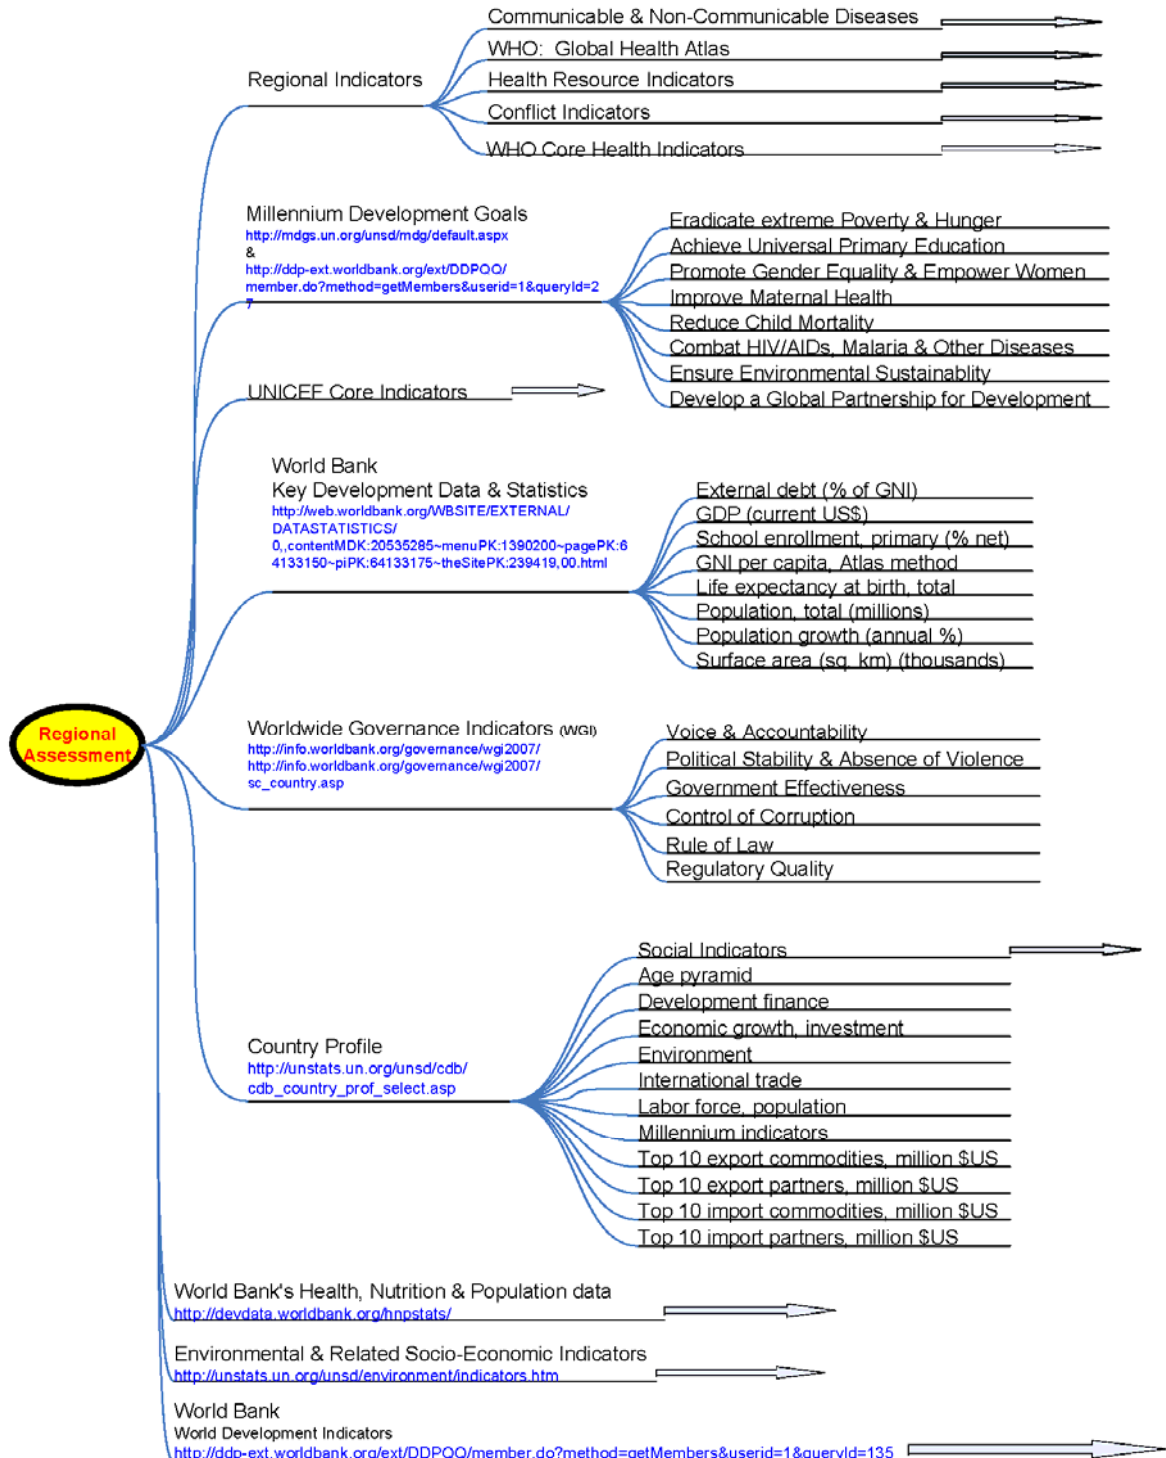 Communicable & Non-Communicable Diseases
WHO:  Global Health Atlas
Regional Indicators
Health Resource Indicators
Conflict Indicators
WHO Core Health Indicators
Millennium Development Goals
http://mdgs.un.org/unsd/mdg/default.aspx
&
http://ddp-ext.worldbank.org/ext/DDPQQ/
member.do?method=getMembers&userid=1&queryId=2
7
Eradicate extreme Poverty & Hunger
Achieve Universal Primary Education
Promote Gender Equality & Empower Women
Improve Maternal Health
Reduce Child Mortality
Combat HIV/AIDs, Malaria & Other Diseases
Ensure Environmental Sustainablity
Develop a Global Partnership for Development
UNICEF Core Indicators
World Bank
Key Development Data & Statistics
http://web.worldbank.org/WBSITE/EXTERNAL/
DATASTATISTICS/
0,,contentMDK:20535285~menuPK:1390200~pagePK:6
4133150~piPK:64133175~theSitePK:239419,00.html
External debt (% of GNI)
GDP (current US$)
School enrollment, primary (% net)
GNI per capita, Atlas method
Life expectancy at birth, total
Population, total (millions)
Population growth (annual %)
Surface area (sq. km) (thousands)
Regional
Assessment
Worldwide Governance Indicators (WGI)
http://info.worldbank.org/governance/wgi2007/
http://info.worldbank.org/governance/wgi2007/
sc_country.asp
Voice & Accountability
Political Stability & Absence of Violence
Government Effectiveness
Control of Corruption
Rule of Law
Regulatory Quality
Country Profile
http://unstats.un.org/unsd/cdb/
cdb_country_prof_select.asp
Social Indicators
Age pyramid
Development finance
Economic growth, investment
Environment
International trade
Labor force, population
Millennium indicators
Top 10 export commodities, million $US
Top 10 export partners, million $US
Top 10 import commodities, million $US
Top 10 import partners, million $US
World Bank's Health, Nutrition & Population data
http://devdata.worldbank.org/hnpstats/
Environmental & Related Socio-Economic Indicators
http://unstats.un.org/unsd/environment/indicators.htm
World Bank
World Development Indicators
http://ddp-ext.worldbank.org/ext/DDPQQ/member.do?method=getMembers&userid=1&queryId=135